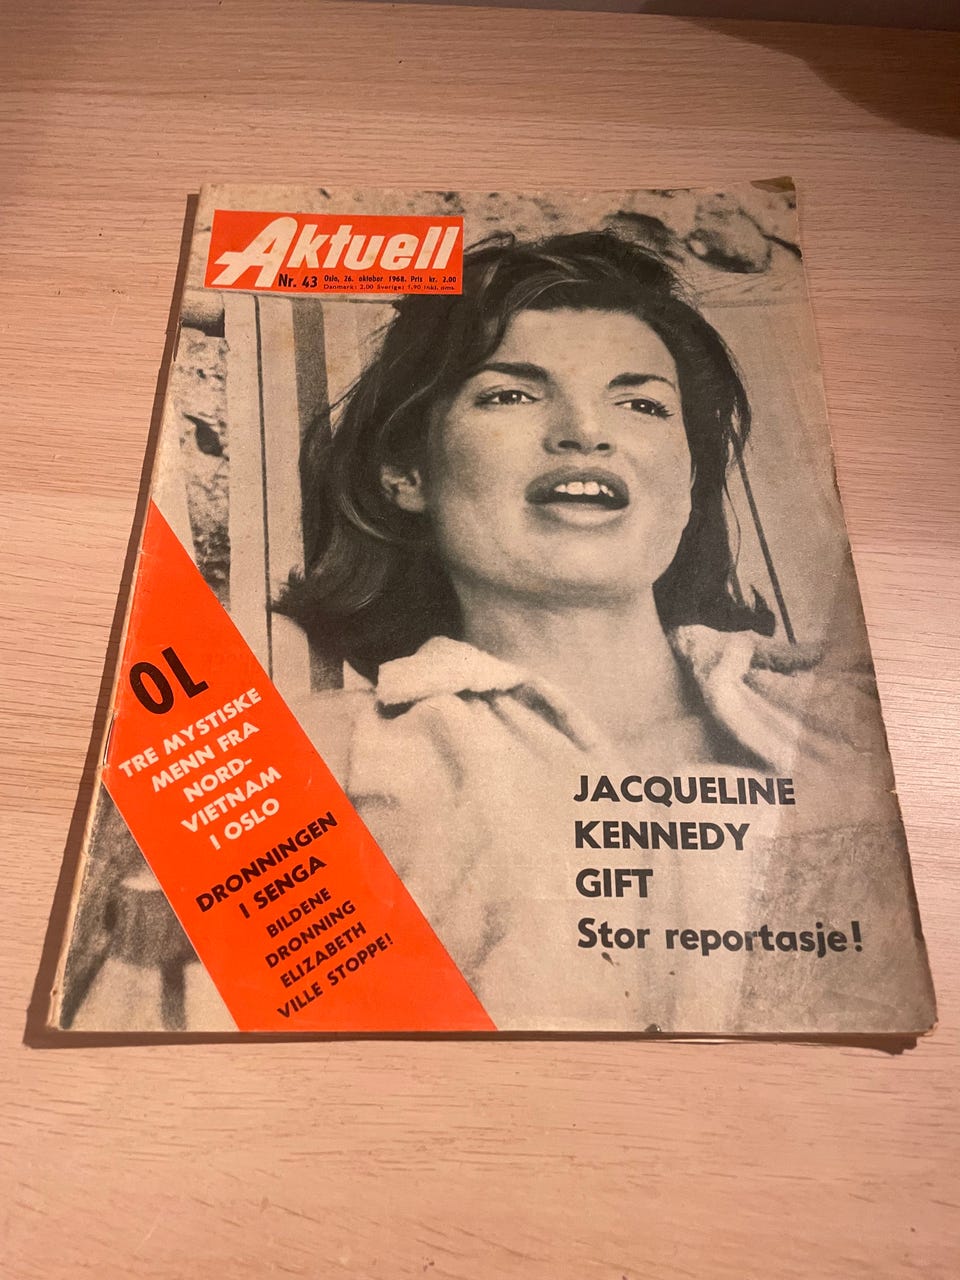 Aktuell
Nr. 43 Oslo, 26. oktober 1968. Pris kr. 2.00
Danmark: 2,00 Sverige: 1,90 inkl. oms.
OL
TRE MYSTISKE
MENN FRA
NORD-
VIETNAM
I OSLO
DRONNINGEN
I SENGA
BILDENE
DRONNING
ELIZABETH
VILLE STOPPE!
JACQUELINE
KENNEDY
GIFT
Stor reportasje!